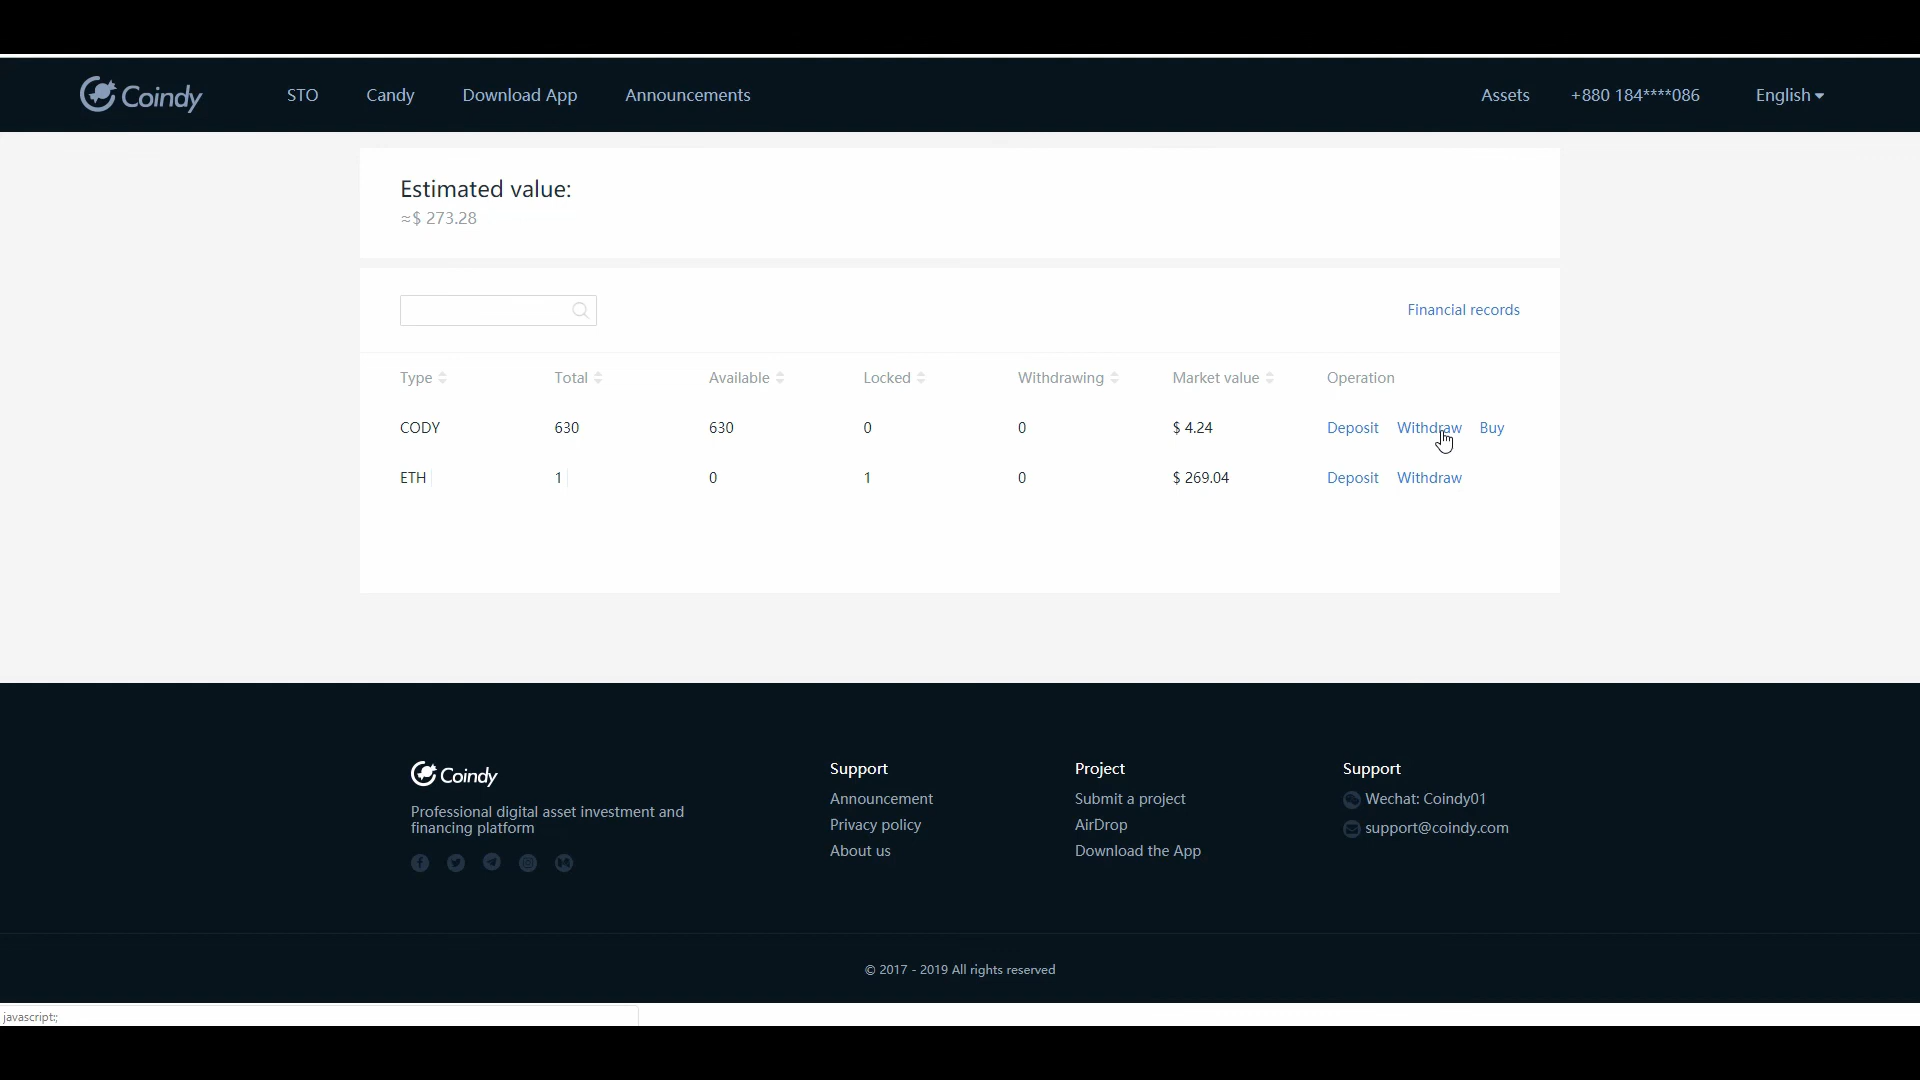 Coindy STO Candy Download App Announcements Assets +880 184****086 English
Estimated value:
≈$ 273.28
Financial records
Type Total Available Locked Withdrawing Market value Operation
CODY 630 630 0 0 $ 4.24 Deposit Withdraw Buy
ETH 1 0 1 0 $ 269.04 Deposit Withdraw
Coindy
Professional digital asset investment and
financing platform
Support
Announcement
Privacy policy
About us
Project
Submit a project
AirDrop
Download the App
Support
Wechat: Coindy01
support@coindy.com
© 2017 - 2019 All rights reserved
javascript:;